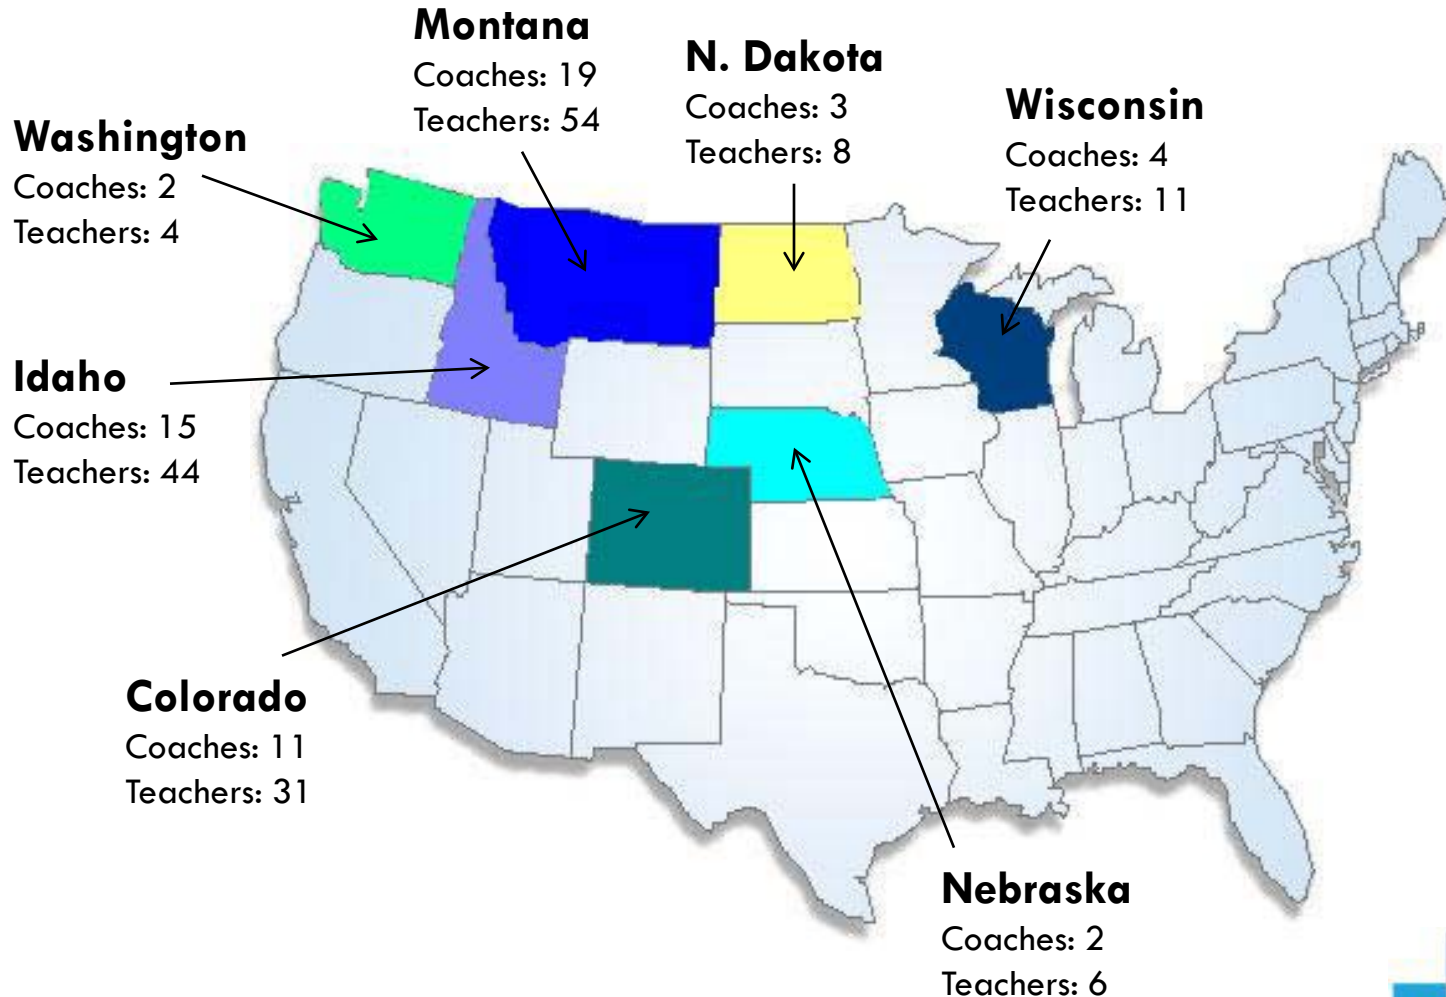 Montana
Coaches: 19
Teachers: 54
N. Dakota
Coaches: 3
Teachers: 8
Wisconsin
Coaches: 4
Teachers: 11
Washington
Coaches: 2
Teachers: 4
Idaho
Coaches: 15
Teachers: 44
Colorado
Coaches: 11
Teachers: 31
Nebraska
Coaches: 2
Teachers: 6